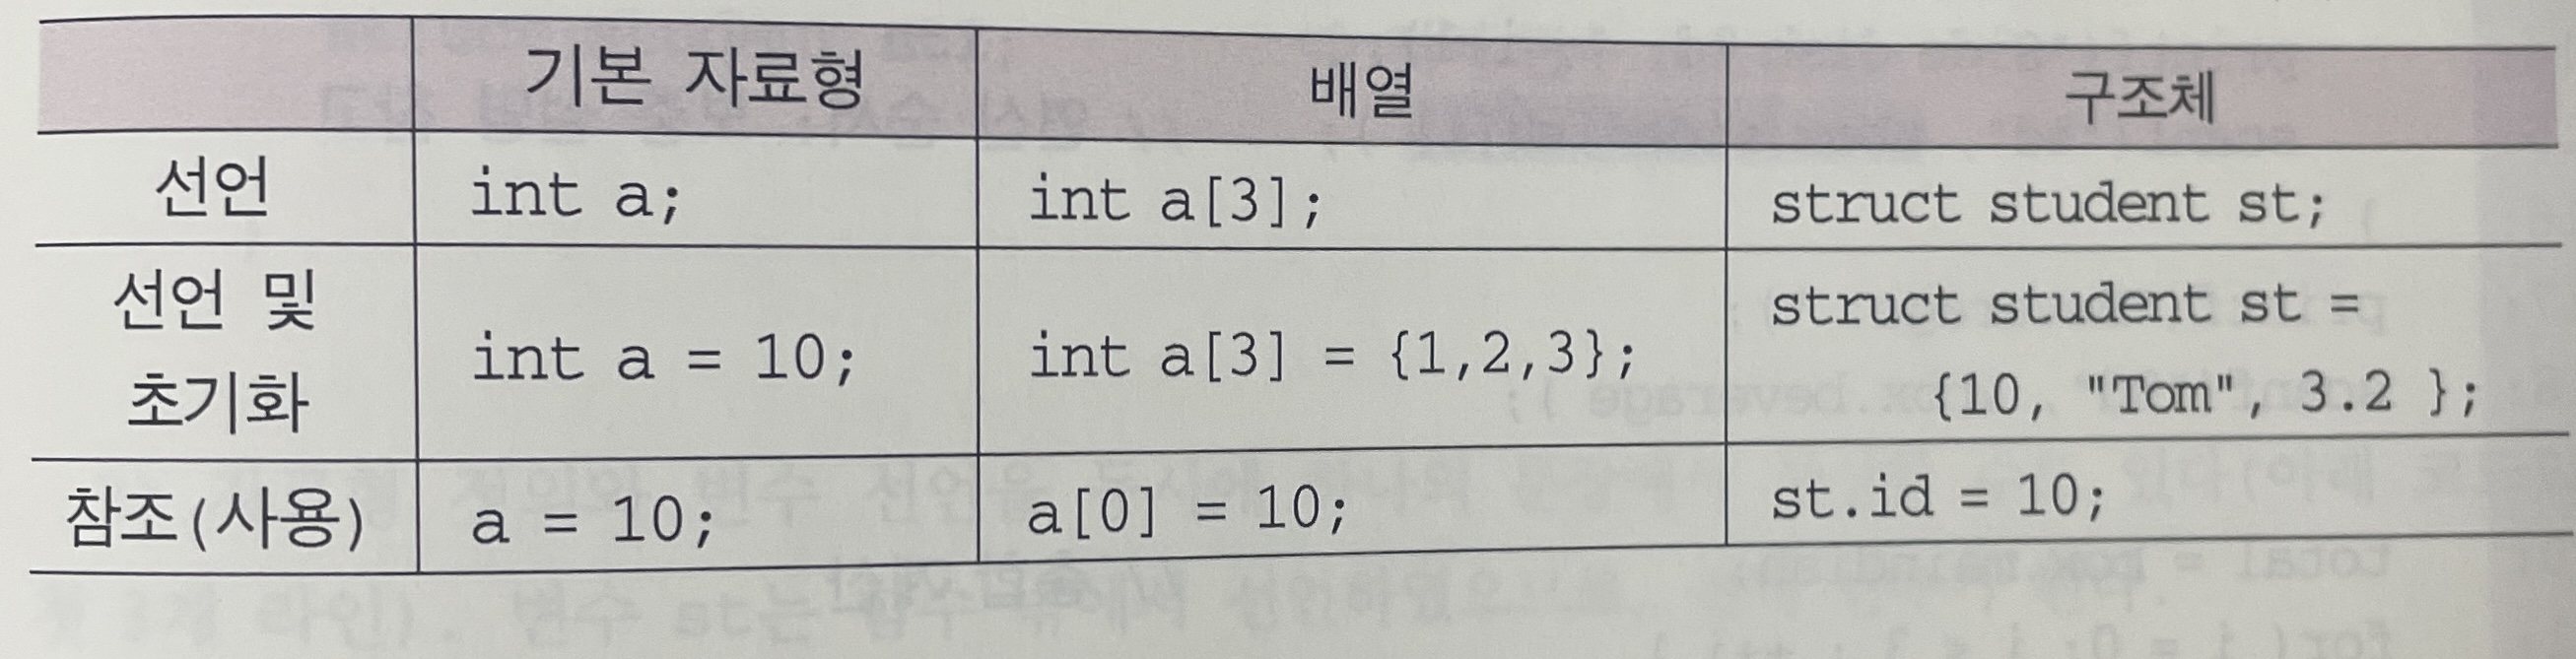 기본 자료형 배열 구조체
선언 int a; int a[3]; struct student st;
선언 및
초기화 int a = 10; int a[3] = {1,2,3}; struct student st =
{10, "Tom", 3.2 };
참조(사용) a = 10; a[0] = 10; st.id = 10;